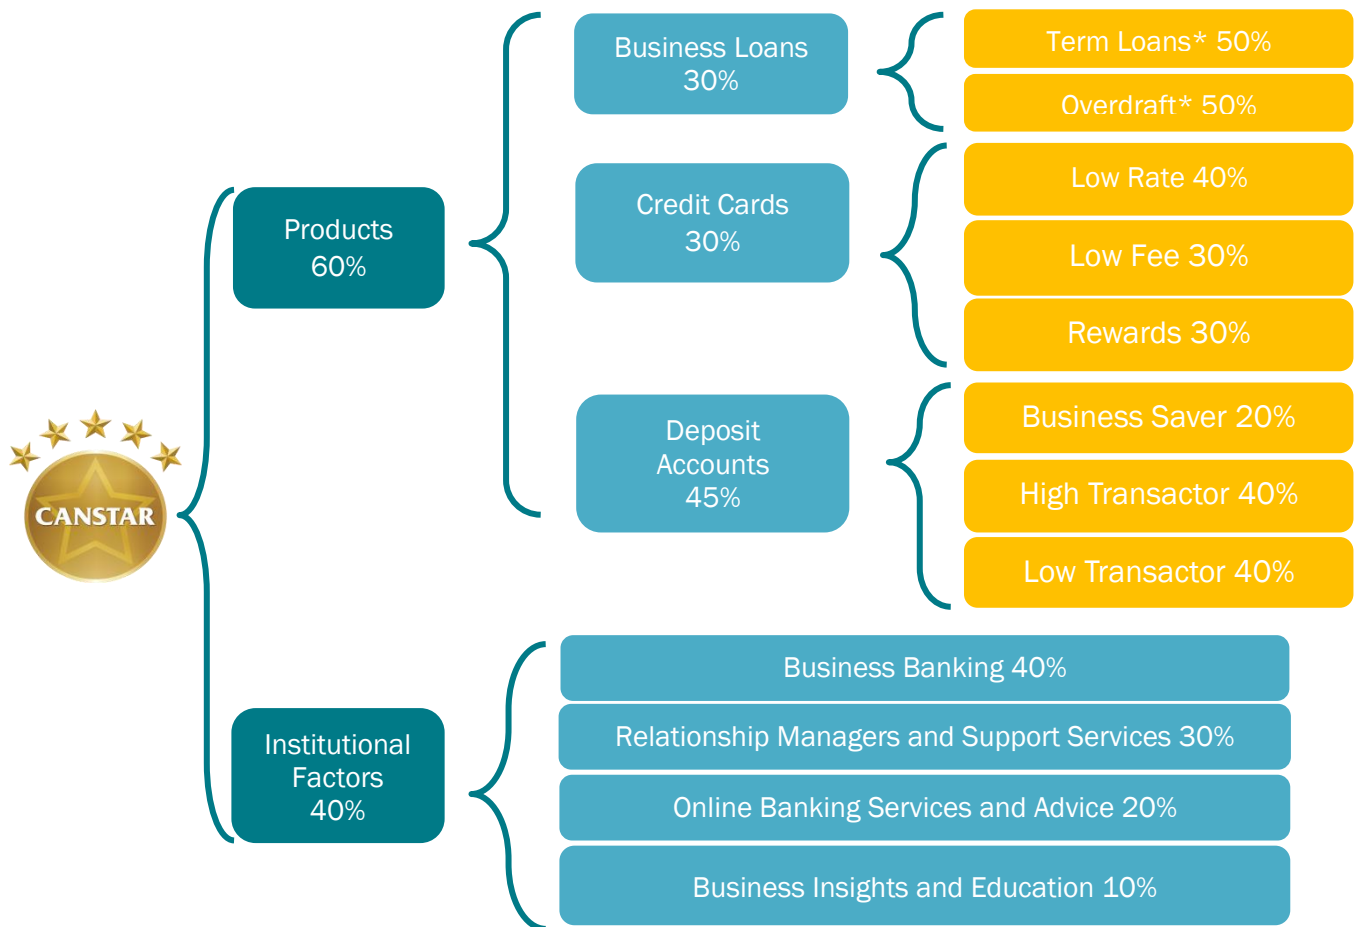 Business Loans
30%
Term Loans* 50%
Overdraft* 50%
Credit Cards
30%
Low Rate 40%
Low Fee 30%
Rewards 30%
Products
60%
Deposit
Accounts
45%
Business Saver 20%
High Transactor 40%
Low Transactor 40%
CANSTAR
Institutional
Factors
40%
Business Banking 40%
Relationship Managers and Support Services 30%
Online Banking Services and Advice 20%
Business Insights and Education 10%